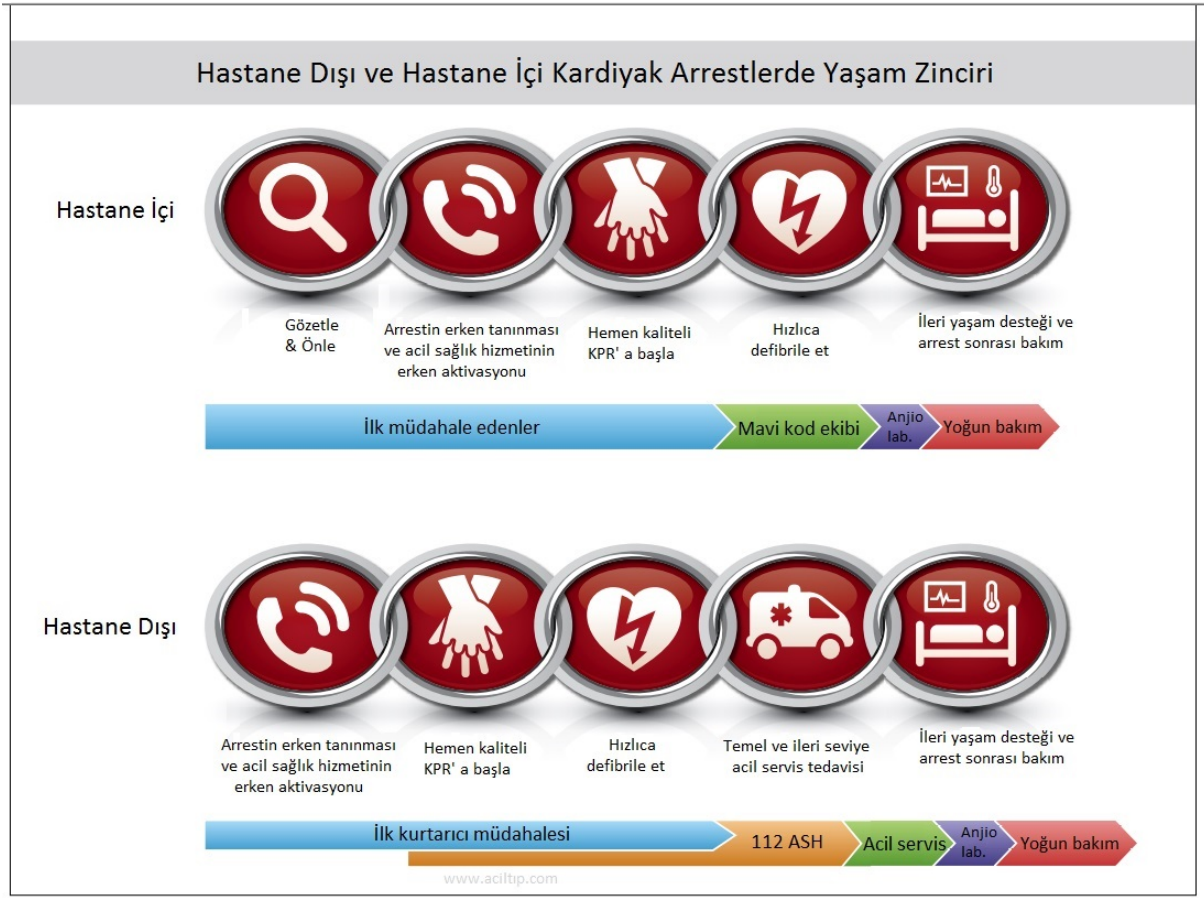 Hastane Dışı ve Hastane İçi Kardiyak Arrestlerde Yaşam Zinciri
Hastane İçi
Gözetle
& Önle
Arrestin erken tanınması
ve acil sağlık hizmetinin
erken aktivasyonu
Hemen kaliteli
KPR' a başla
Hızlıca
defibrile et
İleri yaşam desteği ve
arrest sonrası bakım
İlk müdahale edenler
Mavi kod ekibi
Anjio
lab.
Yoğun bakım
Hastane Dışı
Arrestin erken tanınması
ve acil sağlık hizmetinin
erken aktivasyonu
Hemen kaliteli
KPR' a başla
Hızlıca
defibrile et
Temel ve ileri seviye
acil servis tedavisi
İleri yaşam desteği ve
arrest sonrası bakım
İlk kurtarıcı müdahalesi
112 ASH
Acil servis
Anjio
lab.
Yoğun bakım
www.aciltıp.com